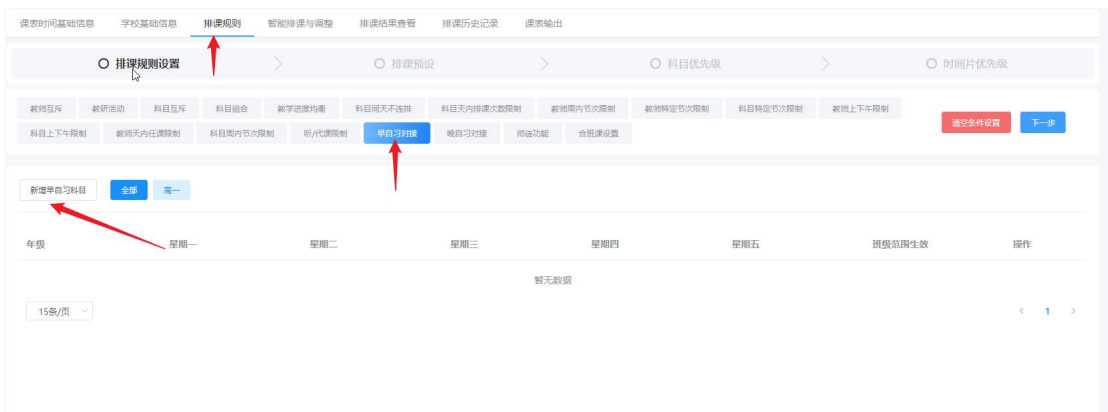 课表时间基础信息 学校基础信息 排课规则 智能排课与调整 排课结果查看 排课历史记录 课表输出
排课规则设置 排课预设 科目优先级 时间片优先级
教师互斥 教研活动 科目互斥 科目组合 教学进度均衡 科目同天不连排 科目天内排课次数限制 教师周内节次限制 教师特定节次限制 科目特定节次限制 教师上下午限制
科目上下午限制 教师天内任课限制 科目周内节次限制 听/代课限制 早自习对接 晚自习对接 师徒功能 合班课设置
清空条件设置 下一步
新增早自习科目 全部 高一
年级 星期一 星期二 星期三 星期四 星期五 班级范围生效 操作
暂无数据
15条/页 1